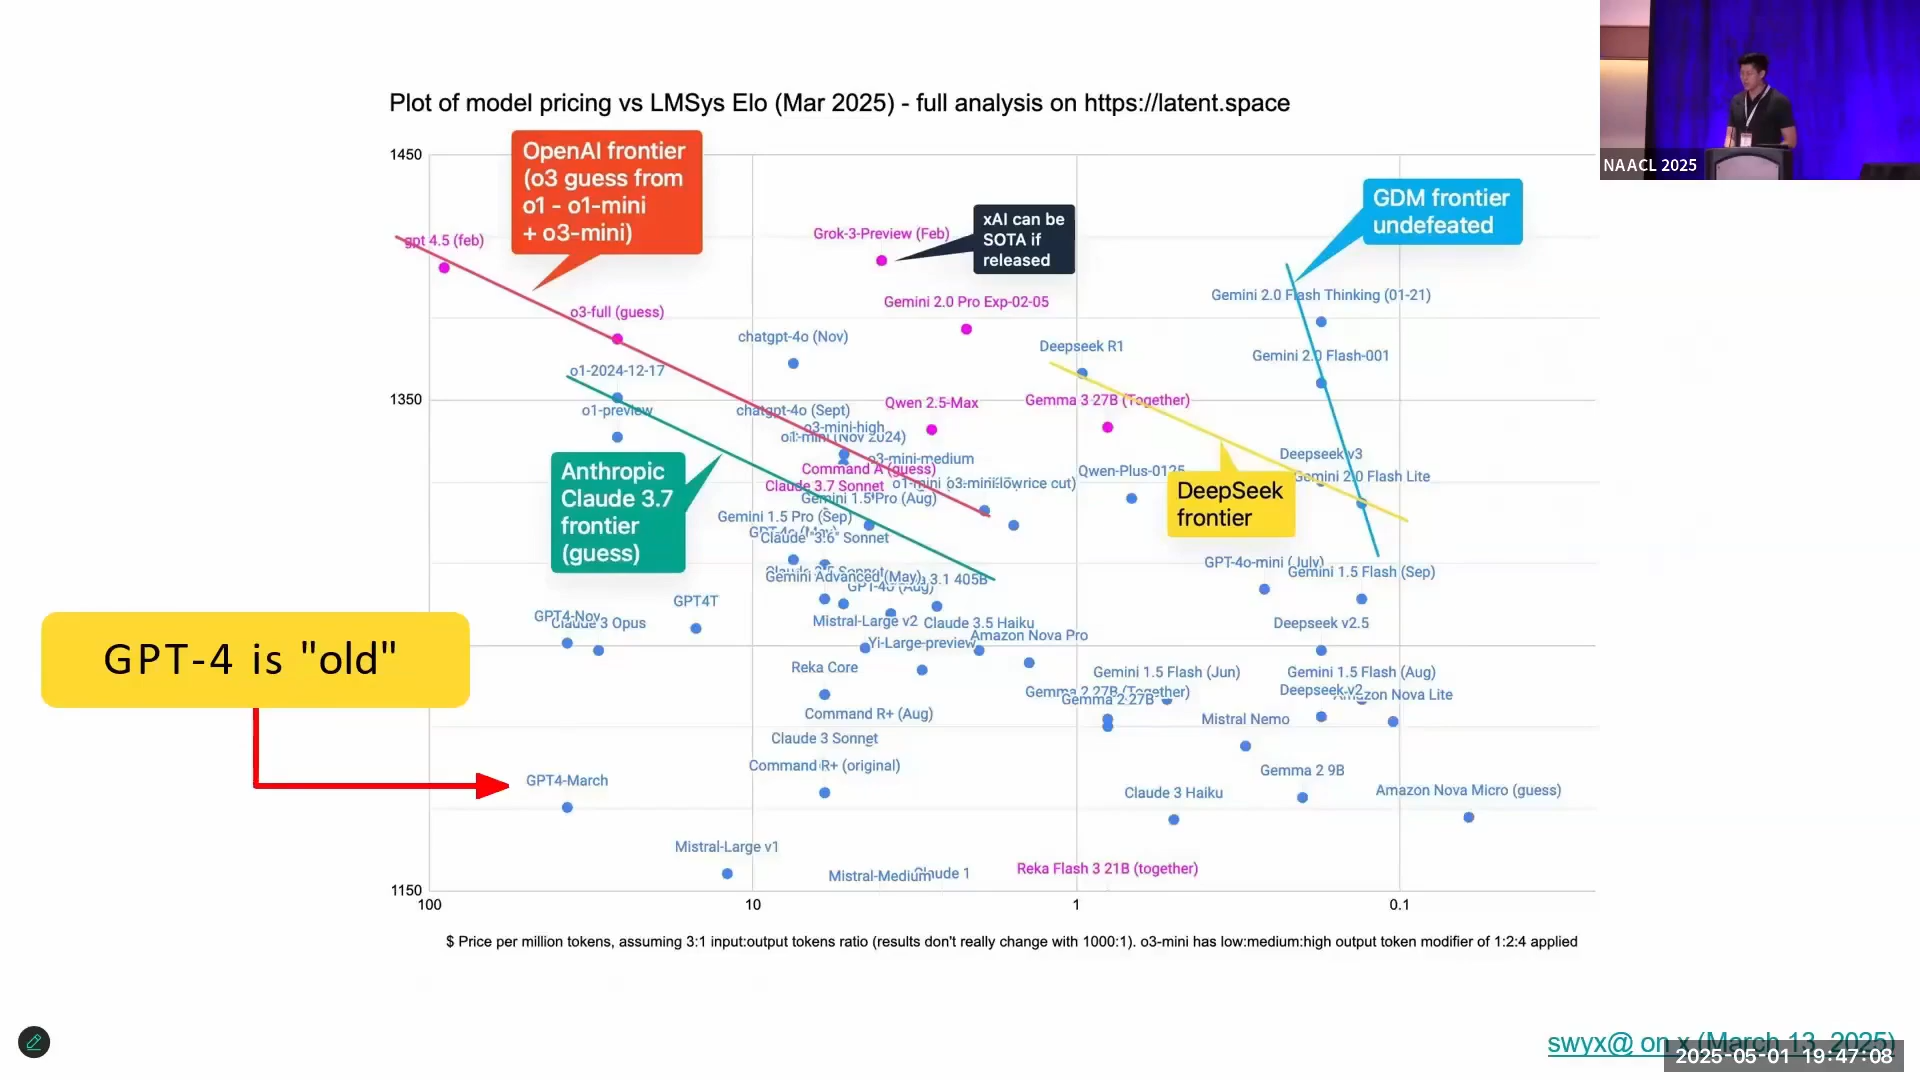 Plot of model pricing vs LMSys Elo (Mar 2025) - full analysis on https://latent.space
NAACL 2025
1450
OpenAI frontier
(o3 guess from
o1 - o1-mini
+ o3-mini)
gpt 4.5 (feb)
Grok-3-Preview (Feb)
xAI can be
SOTA if
released
GDM frontier
undefeated
Gemini 2.0 Pro Exp-02-05
Gemini 2.0 Flash Thinking (01-21)
o3-full (guess)
chatgpt-4o (Nov)
Deepseek R1
Gemini 2.0 Flash-001
o1-2024-12-17
1350
o1-preview
chatgpt-4o (Sept)
Qwen 2.5-Max
Gemma 3 27B (Together)
o3-mini-high
o1-mini (Nov 2024)
o3-mini-medium
Deepseek v3
Command A (guess)
Qwen-Plus-0125
Gemini 2.0 Flash Lite
Claude 3.7 Sonnet
Gemini 1.5 Pro (Aug)
Anthropic
Claude 3.7
frontier
(guess)
DeepSeek
frontier
Gemini 1.5 Pro (Sep)
Claude "3.6" Sonnet
GPT-4o-mini (July)
Gemini 1.5 Flash (Sep)
Gemini Advanced (May)
3.1 405B
GPT-4o (Aug)
GPT4T
GPT4-Nov
Claude 3 Opus
Mistral-Large v2
Claude 3.5 Haiku
Deepseek v2.5
Yi-Large-preview
Amazon Nova Pro
GPT-4 is "old"
Reka Core
Gemini 1.5 Flash (Jun)
Gemini 1.5 Flash (Aug)
Gemma 2 27B (Together)
Gemma 2 27B
Deepseek v2
Amazon Nova Lite
Command R+ (Aug)
Mistral Nemo
Claude 3 Sonnet
Command R+ (original)
Gemma 2 9B
GPT4-March
Claude 3 Haiku
Amazon Nova Micro (guess)
Mistral-Large v1
Mistral-Medium
Claude 1
Reka Flash 3 21B (together)
1150
100
10
1
0.1
$ Price per million tokens, assuming 3:1 input:output tokens ratio (results don't really change with 1000:1). o3-mini has low:medium:high output token modifier of 1:2:4 applied
swyx@ on x (March 13, 2025)
2025-05-01 19:47:08